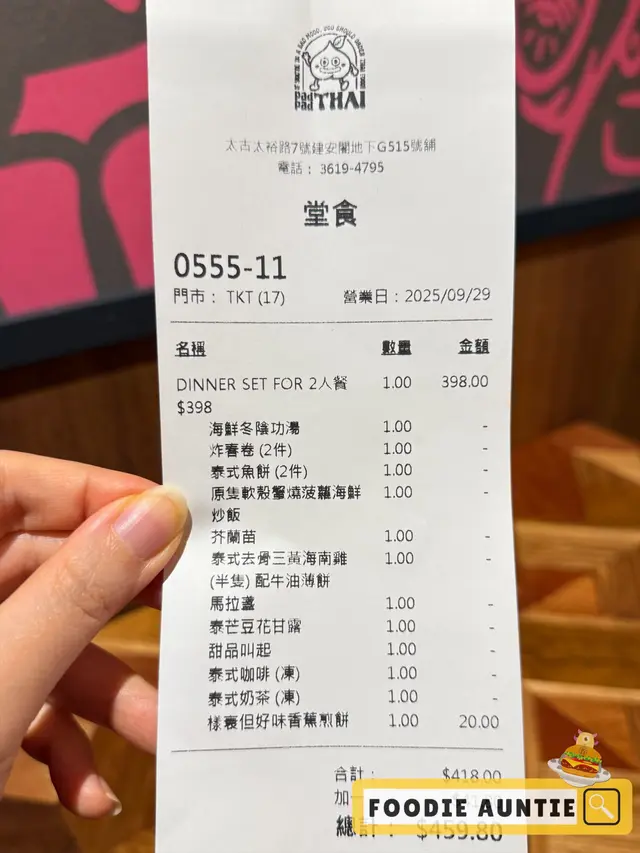 PadPad THAI
太古太裕路7號建安閣地下G515號舖
電話： 3619-4795
堂食
0555-11
門市： TKT (17) 營業日：2025/09/29
名稱 數量 金額
DINNER SET FOR 2人餐 1.00 398.00
$398
海鮮冬陰功湯 1.00 -
炸春卷 (2件) 1.00 -
泰式魚餅 (2件) 1.00 -
原隻軟殼蟹燒菠蘿海鮮 1.00 -
炒飯
芥蘭苗 1.00 -
泰式去骨三黃海南雞 1.00 -
(半隻) 配牛油薄餅
馬拉盞 1.00 -
泰芒豆花甘露 1.00 -
甜品叫起 1.00 -
泰式咖啡 (凍) 1.00 -
泰式奶茶 (凍) 1.00 -
樣衰但好味香蕉煎餅 1.00 20.00
合計： $418.00
加一
總計： $459.80
FOODIE AUNTIE